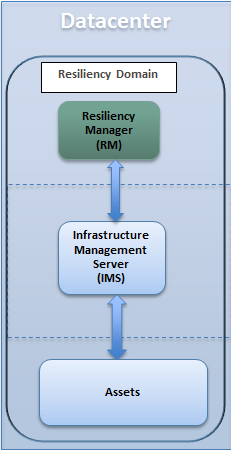 Datacenter
Resiliency Domain
Resiliency
Manager
(RM)
Infrastructure
Management
Server
(IMS)
Assets